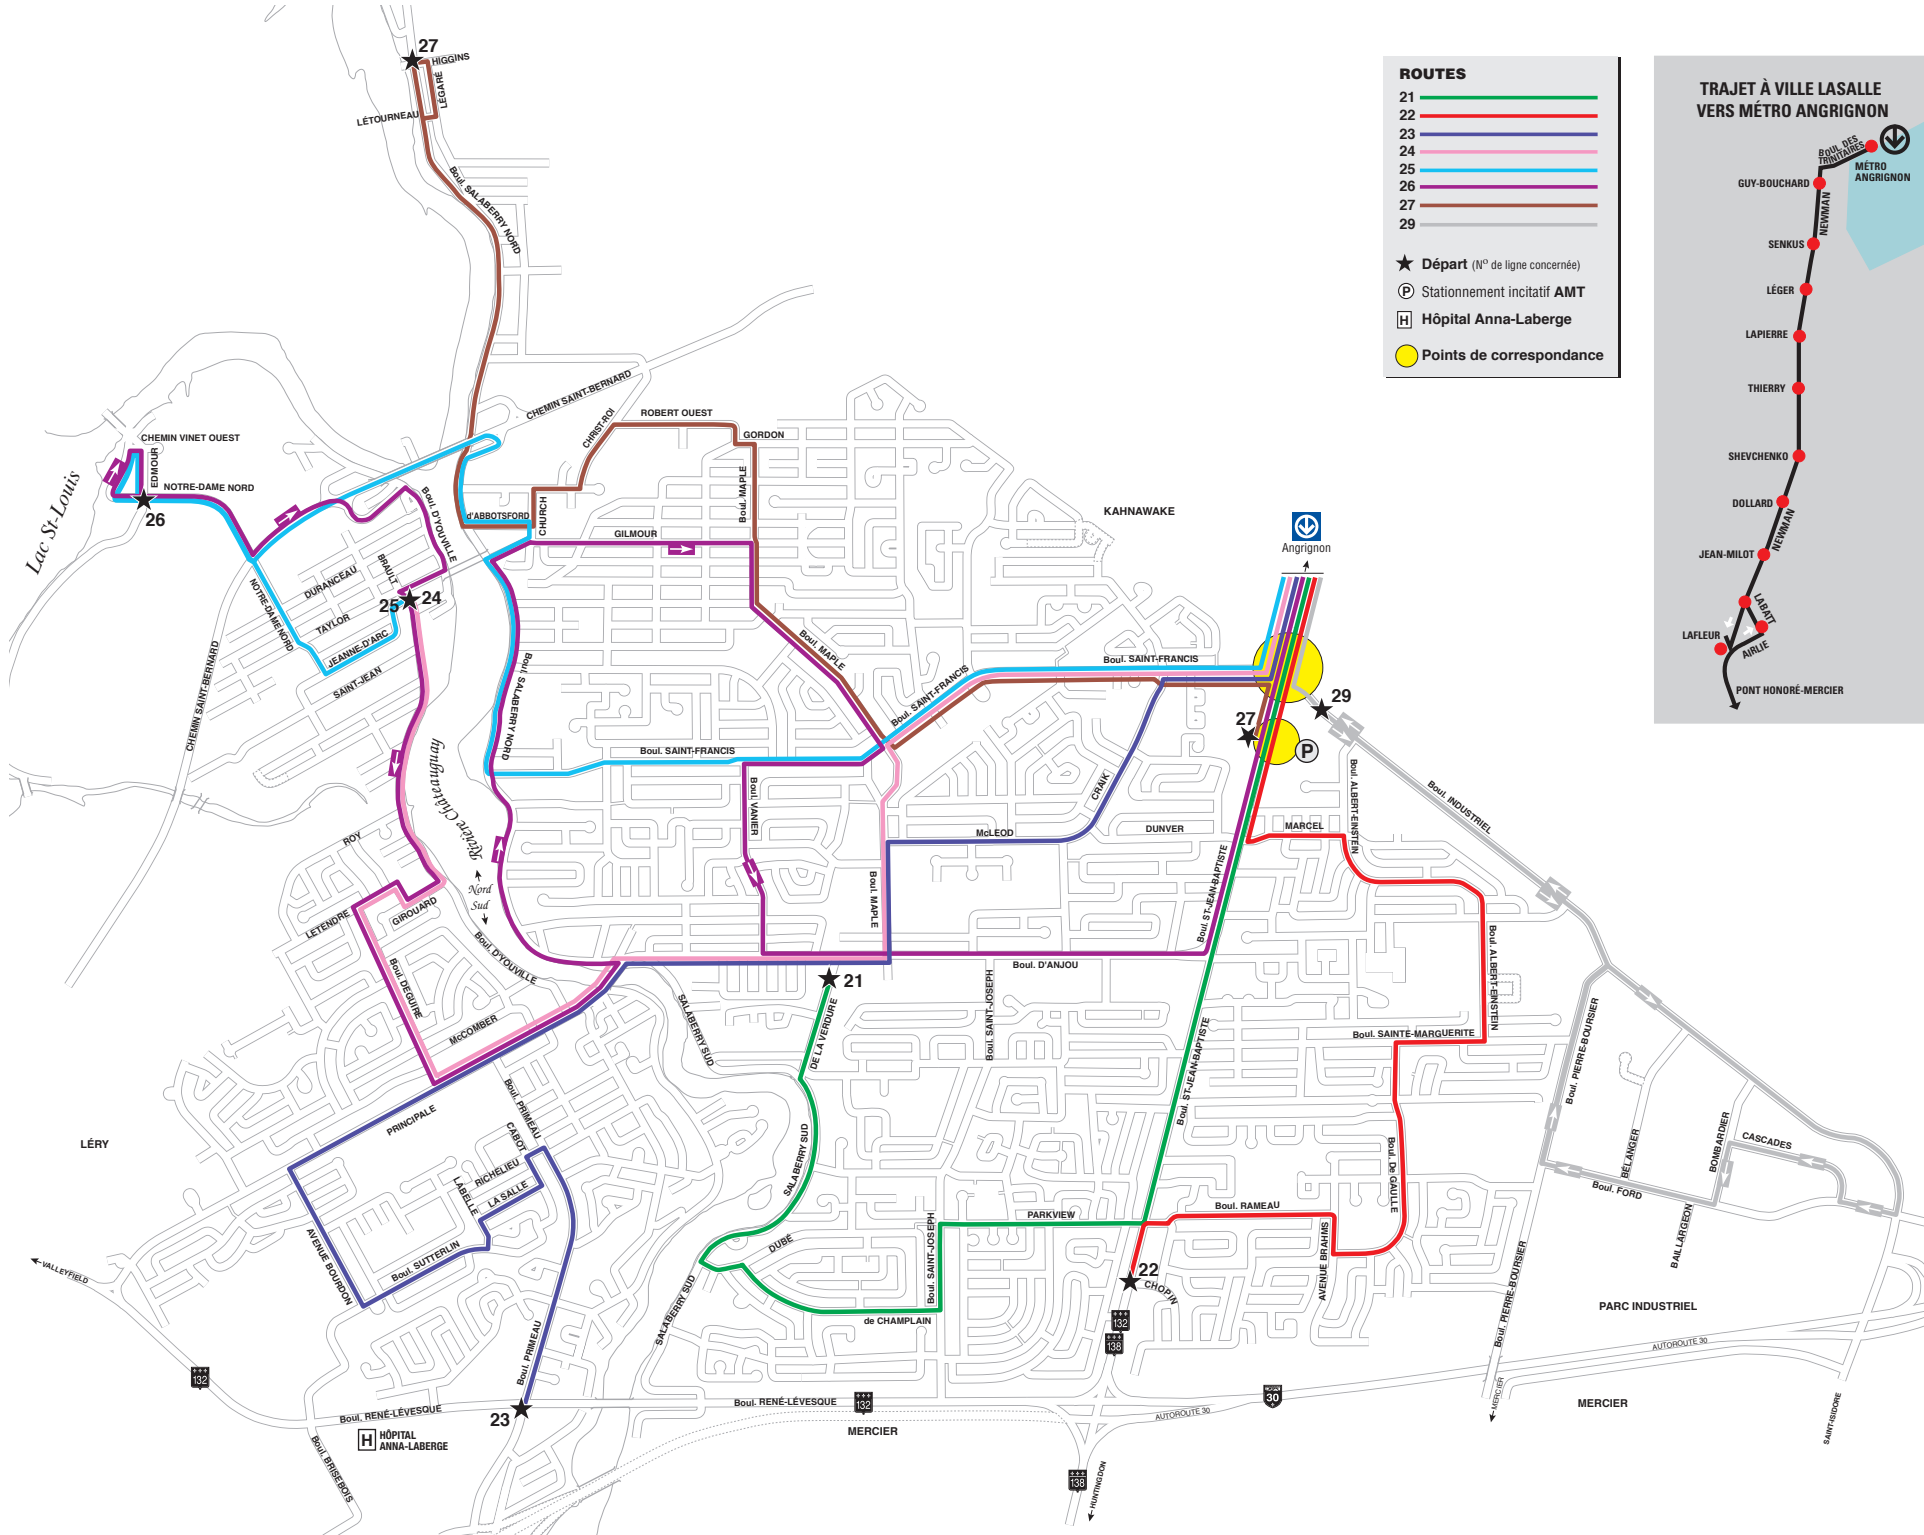 27
HIGGINS
LÉGARÉ
LÉTOURNEAU
Boul. SALABERRY NORD
ROUTES
21
22
23
24
25
26
27
29
Départ (N° de ligne concernée)
P Stationnement incitatif AMT
H Hôpital Anna-Laberge
Points de correspondance
TRAJET À VILLE LASALLE
VERS MÉTRO ANGRIGNON
BOUL. DES
TRINITAIRES
MÉTRO
ANGRIGNON
GUY-BOUCHARD
NEWMAN
SENKUS
LÉGER
LAPIERRE
THIERRY
SHEVCHENKO
DOLLARD
NEWMAN
JEAN-MILOT
LABATT
LAFLEUR
AIRLIE
PONT HONORÉ-MERCIER
CHEMIN SAINT-BERNARD
CHRIST-ROI
ROBERT OUEST
GORDON
CHEMIN VINET OUEST
EDMOUR
NOTRE-DAME NORD
26
Lac St-Louis
Boul. D'YOUVILLE
d'ABBOTSFORD
CHURCH
Boul. MAPLE
GILMOUR
KAHNAWAKE
Angrignon
BRAULT
DURANCEAU
25
24
TAYLOR
NOTRE-DAME NORD
JEANNE-D'ARC
SAINT-JEAN
CHEMIN SAINT-BERNARD
Boul. SALABERRY NORD
Boul. MAPLE
Boul. SAINT-FRANCIS
Boul. SAINT-FRANCIS
Boul. SAINT-FRANCIS
29
27
P
Rivière Châteauguay
Boul. VANIER
CRAIK
McLEOD
DUNVER
MARCEL
Boul. ALBERT-EINSTEIN
Boul. INDUSTRIEL
ROY
Nord
Sud
LETENDRE
GIROUARD
Boul. D'YOUVILLE
Boul. MAPLE
Boul. ST-JEAN-BAPTISTE
Boul. D'ANJOU
Boul. DEGUIRE
McCOMBER
SALABERRY SUD
21
DE LA VERDURE
Boul. SAINT-JOSEPH
Boul. ST-JEAN-BAPTISTE
Boul. ALBERT-EINSTEIN
Boul. SAINTE-MARGUERITE
Boul. PIERRE-BOURSIER
PRINCIPALE
Boul. PRIMEAU
CABOT
RICHELIEU
LA SALLE
LABELLE
LÉRY
SALABERRY SUD
Boul. De GAULLE
BÉLANGER
BOMBARDIER
CASCADES
Boul. FORD
BAILLARGEON
AVENUE BOURDON
Boul. SUTTERLIN
VALLEYFIELD
DUBÉ
PARKVIEW
Boul. RAMEAU
Boul. SAINT-JOSEPH
AVENUE BRAHMS
22
CHOPIN
SALABERRY SUD
de CHAMPLAIN
Boul. PIERRE-BOURSIER
PARC INDUSTRIEL
132
138
AUTOROUTE 30
Boul. PRIMEAU
132
Boul. RENÉ-LÉVESQUE
23
Boul. RENÉ-LÉVESQUE
132
AUTOROUTE 30
30
MERCIER
MERCIER
MERCIER
SAINT-ISIDORE
H HÔPITAL
ANNA-LABERGE
Boul. BRISEBOIS
138
HUNTINGDON